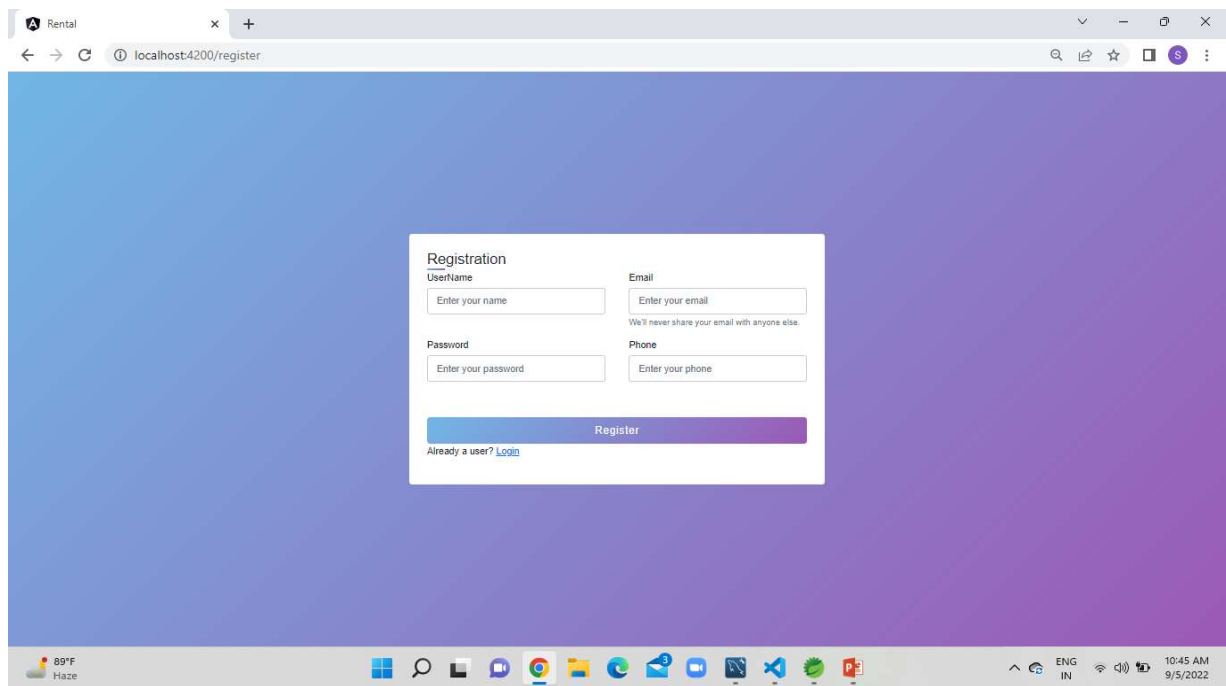 Rental
localhost:4200/register
S
Registration
UserName
Email
Enter your name
Enter your email
We'll never share your email with anyone else.
Password
Phone
Enter your password
Enter your phone
Register
Already a user? Login
89°F
Haze
3
ENG
IN
10:45 AM
9/5/2022